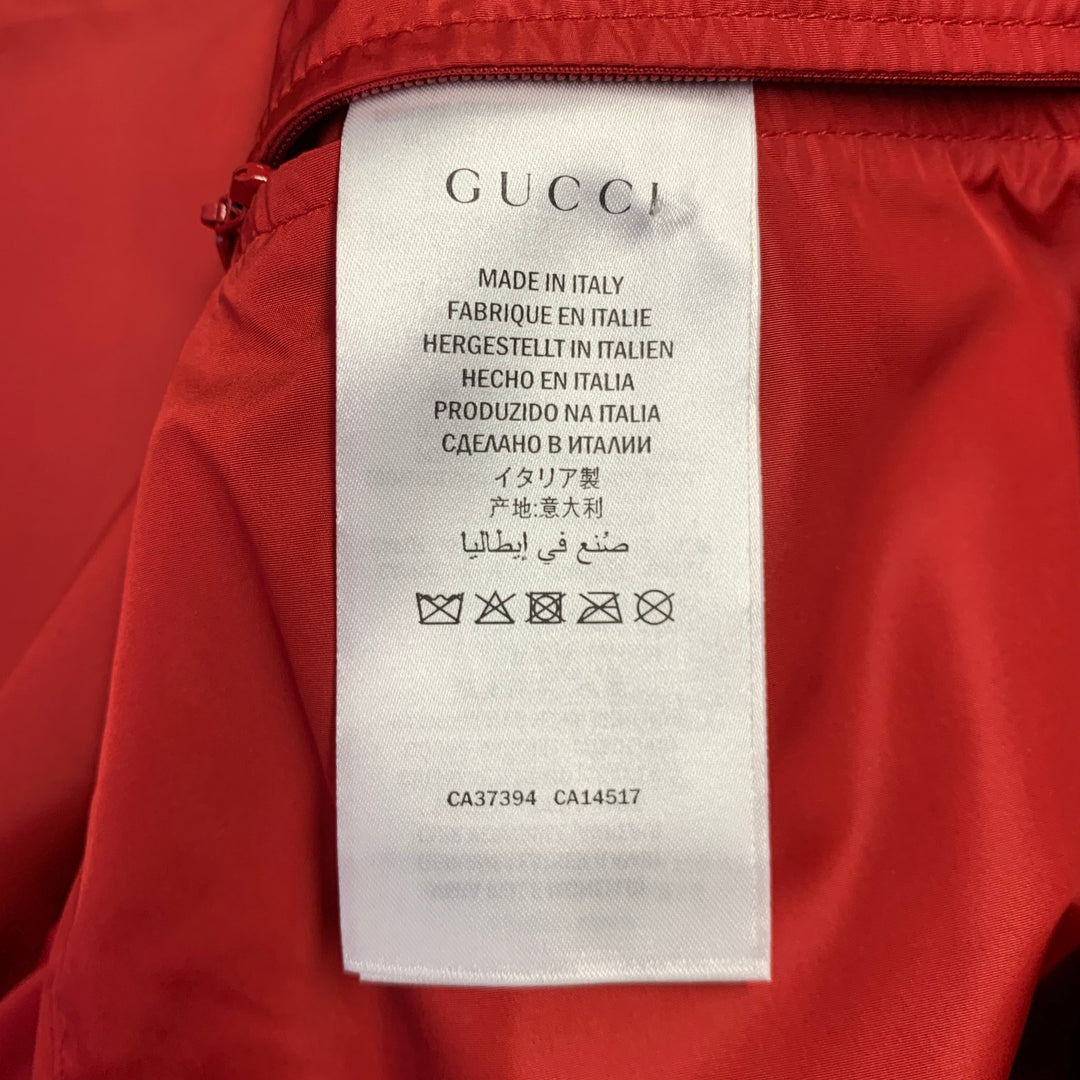 GUCCI
MADE IN ITALY
FABRIQUE EN ITALIE
HERGESTELLT IN ITALIEN
HECHO EN ITALIA
PRODUZIDO NA ITALIA
СДЕЛАНО В ИТАЛИИ
イタリア製
产地:意大利
صُنع في إيطاليا
CA37394 CA14517